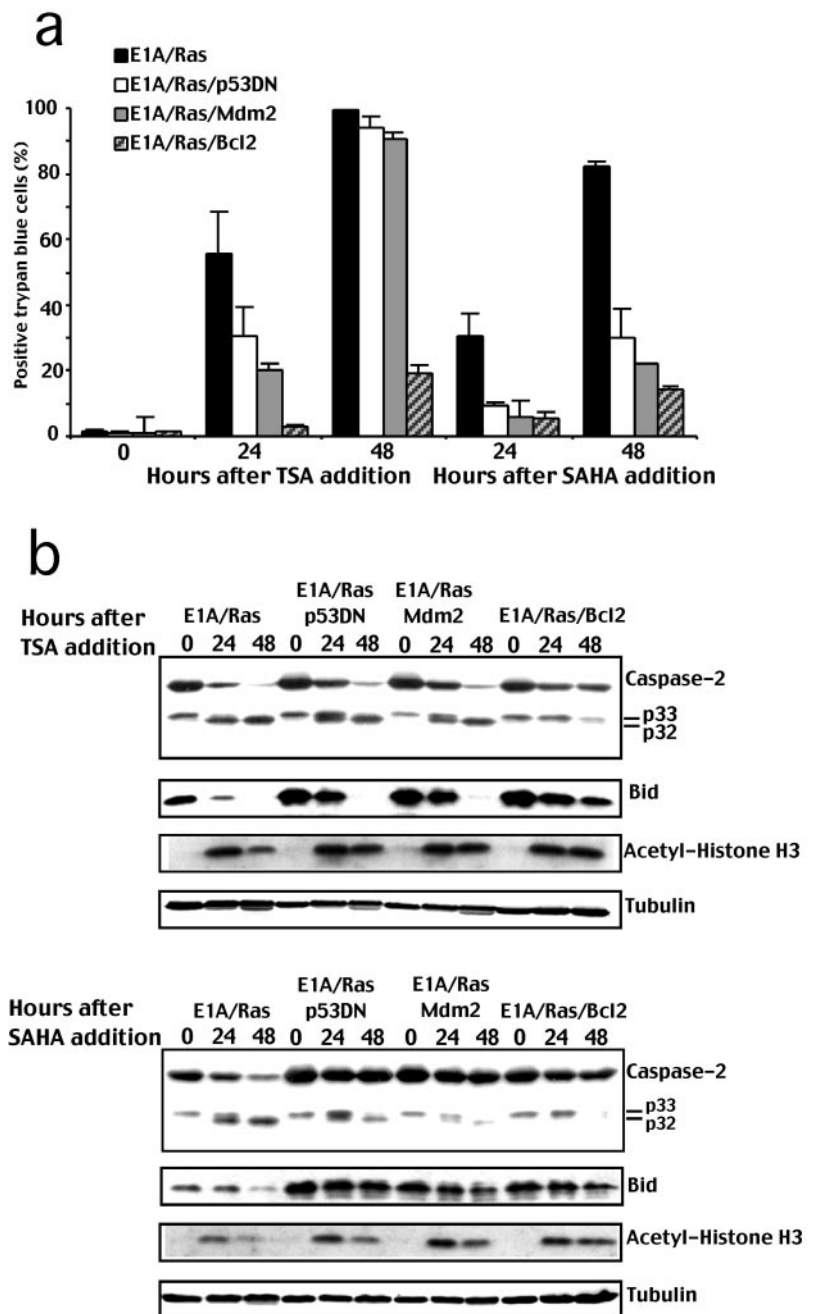 a
E1A/Ras
E1A/Ras/p53DN
E1A/Ras/Mdm2
E1A/Ras/Bcl2
Positive trypan blue cells (%)
100
80
60
40
20
0
0 24 48 24 48
Hours after TSA addition Hours after SAHA addition
b
Hours after
TSA addition
E1A/Ras E1A/Ras p53DN E1A/Ras Mdm2 E1A/Ras/Bcl2
0 24 48 0 24 48 0 24 48 0 24 48
Caspase-2
p33
p32
Bid
Acetyl-Histone H3
Tubulin
Hours after
SAHA addition
E1A/Ras E1A/Ras p53DN E1A/Ras Mdm2 E1A/Ras/Bcl2
0 24 48 0 24 48 0 24 48 0 24 48
Caspase-2
p33
p32
Bid
Acetyl-Histone H3
Tubulin